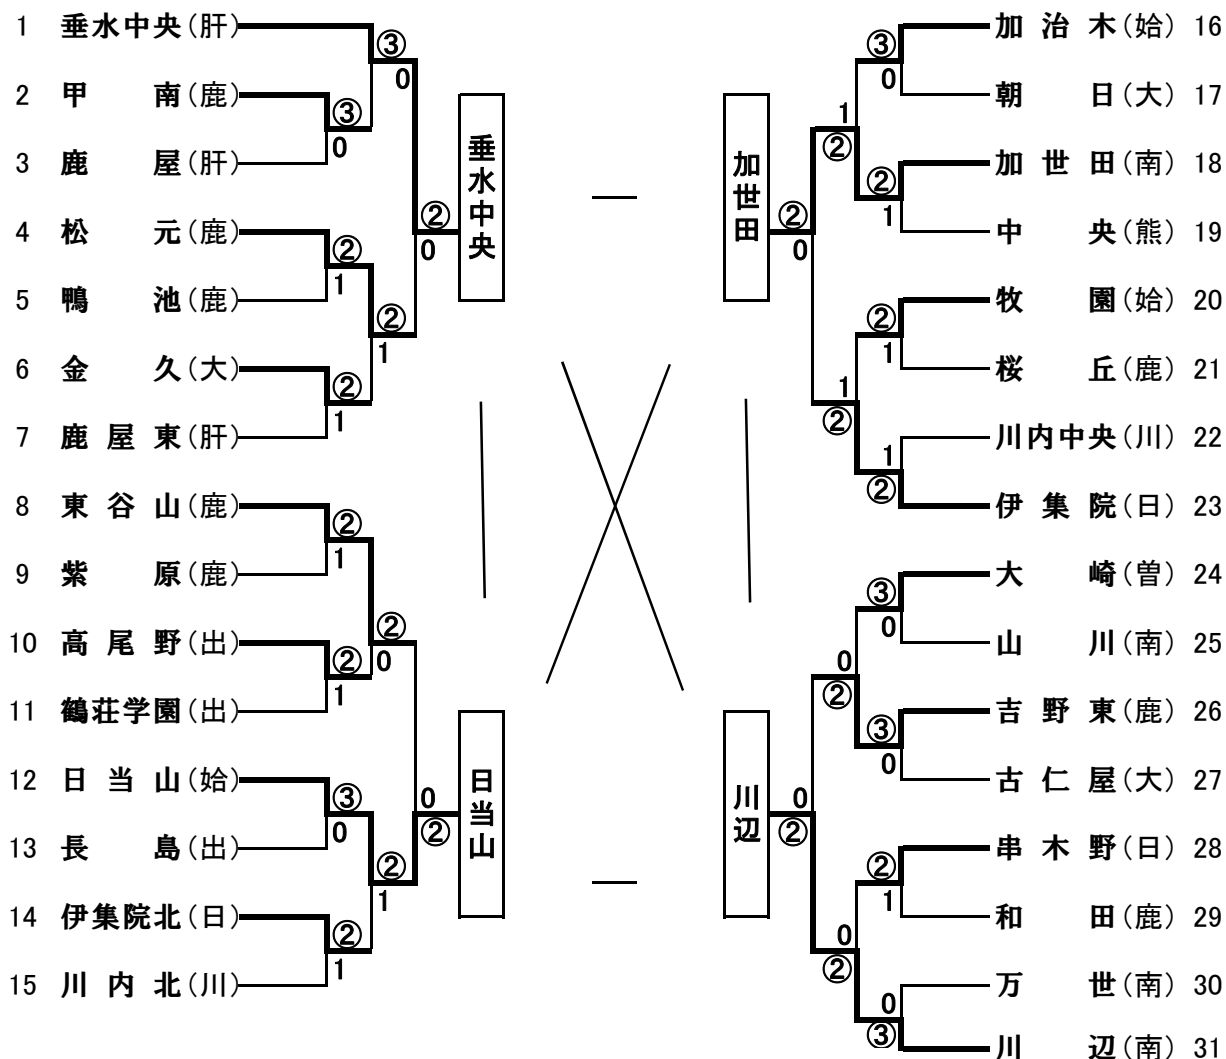 1 垂水中央(肝)
2 甲南(鹿)
3 鹿屋(肝)
4 松元(鹿)
5 鴨池(鹿)
6 金久(大)
7 鹿屋東(肝)
8 東谷山(鹿)
9 紫原(鹿)
10 高尾野(出)
11 鶴荘学園(出)
12 日当山(姶)
13 長島(出)
14 伊集院北(日)
15 川内北(川)
③
0
③
0
②
1
②
1
②
1
②
0
②
1
②
1
②
0
③
0
②
1
②
1
0
②
垂水中央
日当山
加世田
川辺
②
0
1
②
1
②
③
0
②
1
②
1
1
②
0
②
0
②
0
②
③
0
③
0
②
1
0
③
加治木(姶) 16
朝日(大) 17
加世田(南) 18
中央(熊) 19
牧園(姶) 20
桜丘(鹿) 21
川内中央(川) 22
伊集院(日) 23
大崎(曽) 24
山川(南) 25
吉野東(鹿) 26
古仁屋(大) 27
串木野(日) 28
和田(鹿) 29
万世(南) 30
川辺(南) 31